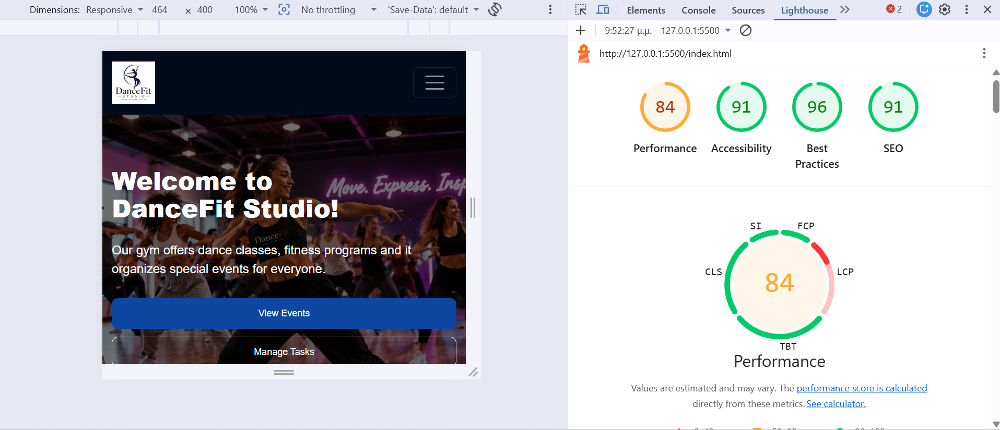 Dimensions: Responsive 464 × 400 100% No throttling 'Save-Data': default
Elements Console Sources Lighthouse 2
9:52:27 μ.μ. - 127.0.0.1:5500
http://127.0.0.1:5500/index.html
DanceFit
STUDIO
Move. Express. Insp
Welcome to
DanceFit Studio!
DanceFit
Our gym offers dance classes, fitness programs and it
organizes special events for everyone.
View Events
Manage Tasks
84 91 96 91
Performance Accessibility Best Practices SEO
SI FCP
CLS LCP
84
TBT
Performance
Values are estimated and may vary. The performance score is calculated
directly from these metrics. See calculator.